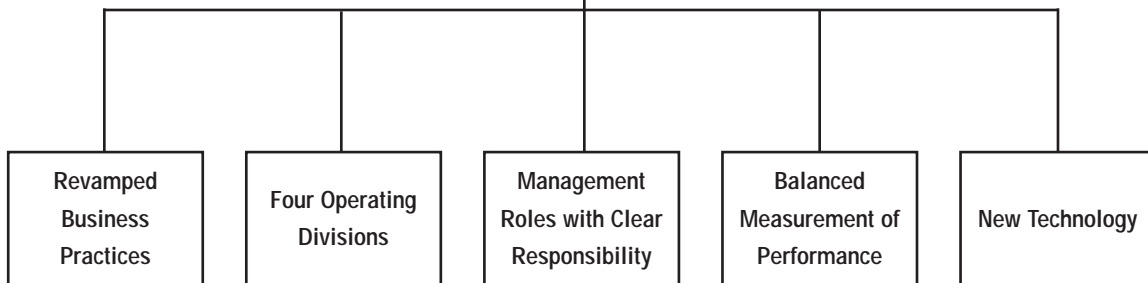 Revamped
Business
Practices
Four Operating
Divisions
Management
Roles with Clear
Responsibility
Balanced
Measurement of
Performance
New Technology